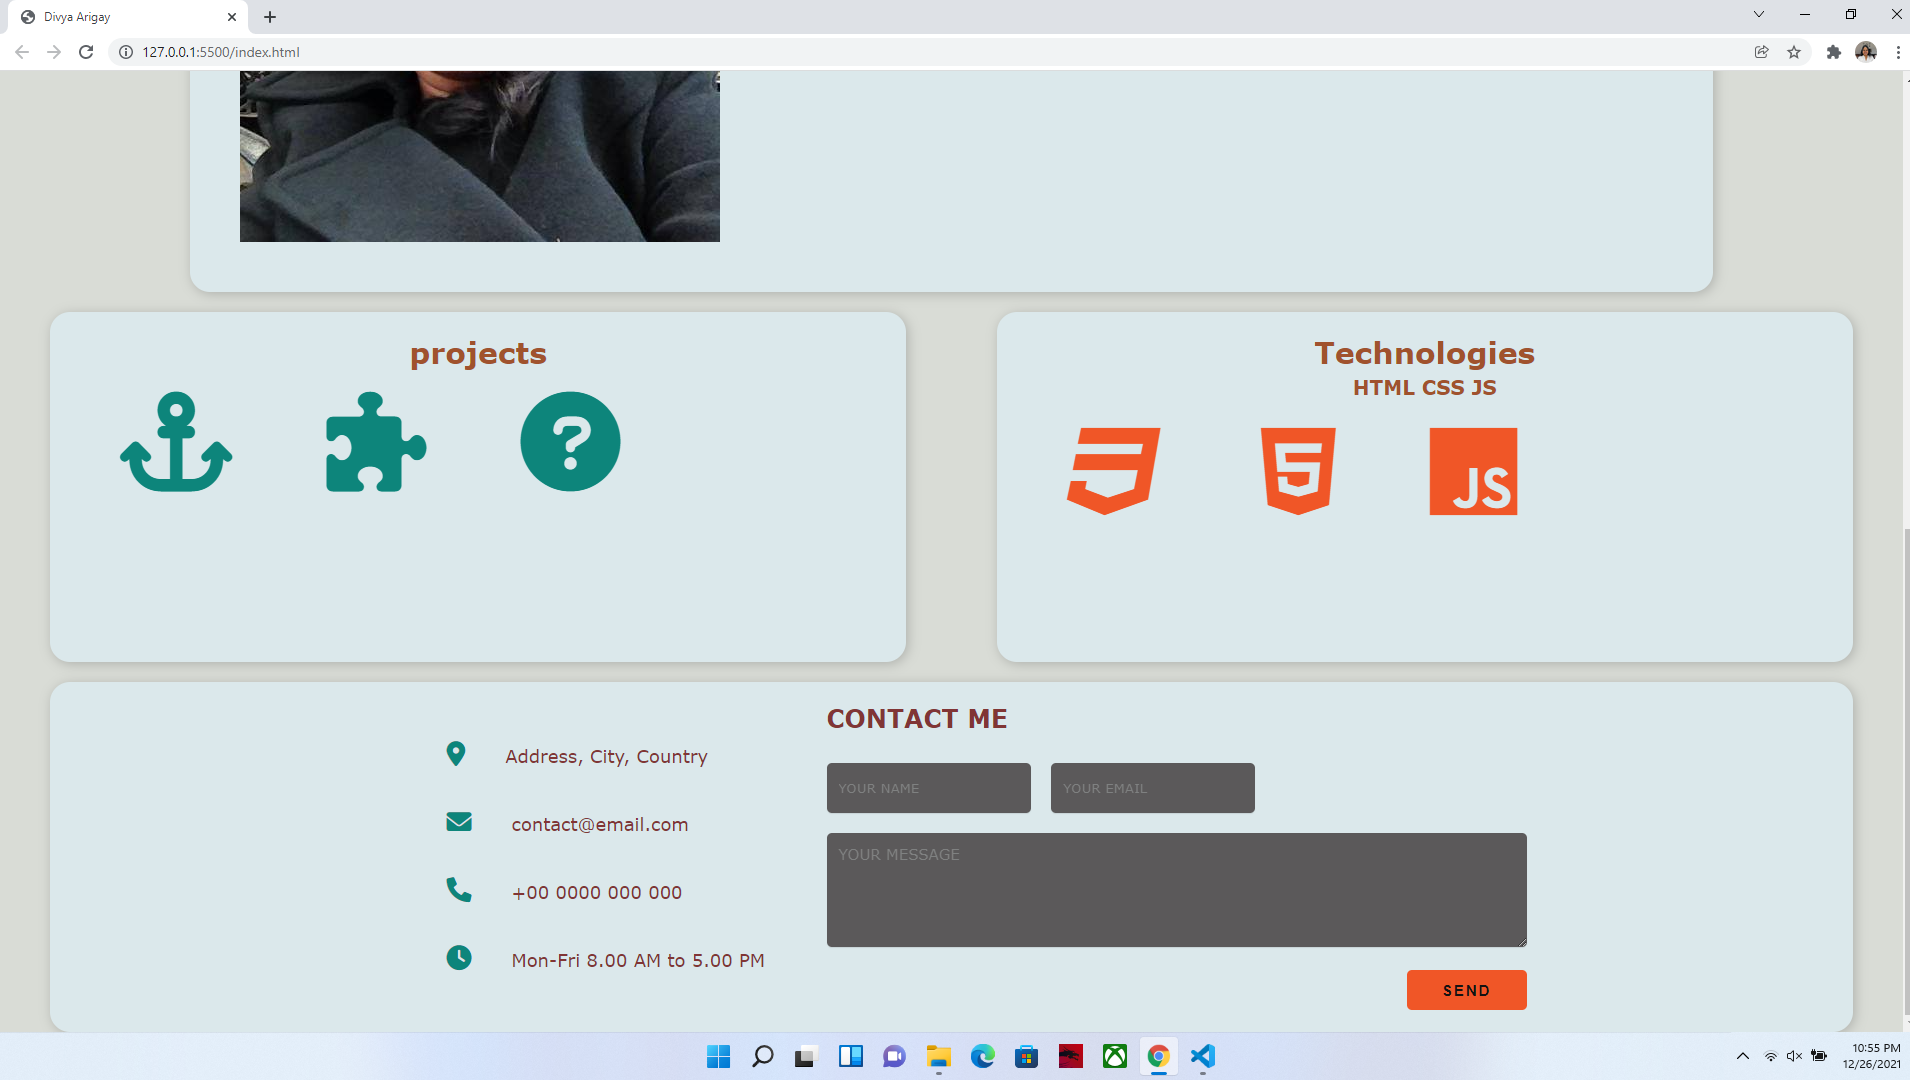 Divya Arigay
127.0.0.1:5500/index.html
projects
Technologies
HTML CSS JS
JS
CONTACT ME
Address, City, Country
contact@email.com
+00 0000 000 000
Mon-Fri 8.00 AM to 5.00 PM
YOUR NAME
YOUR EMAIL
YOUR MESSAGE
SEND
10:55 PM
12/26/2021